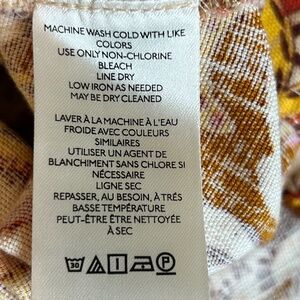 MACHINE WASH COLD WITH LIKE
COLORS
USE ONLY NON-CHLORINE
BLEACH
LINE DRY
LOW IRON AS NEEDED
MAY BE DRY CLEANED
LAVER À LA MACHINE À L'EAU
FROIDE AVEC COULEURS
SIMILAIRES
UTILISER UN AGENT DE
BLANCHIMENT SANS CHLORE SI
NÉCESSAIRE
LIGNE SEC
REPASSER, AU BESOIN, À TRÉS
BASSE TEMPÉRATURE
PEUT-ÊTRE ÊTRE NETTOYÉE
À SEC
30 P